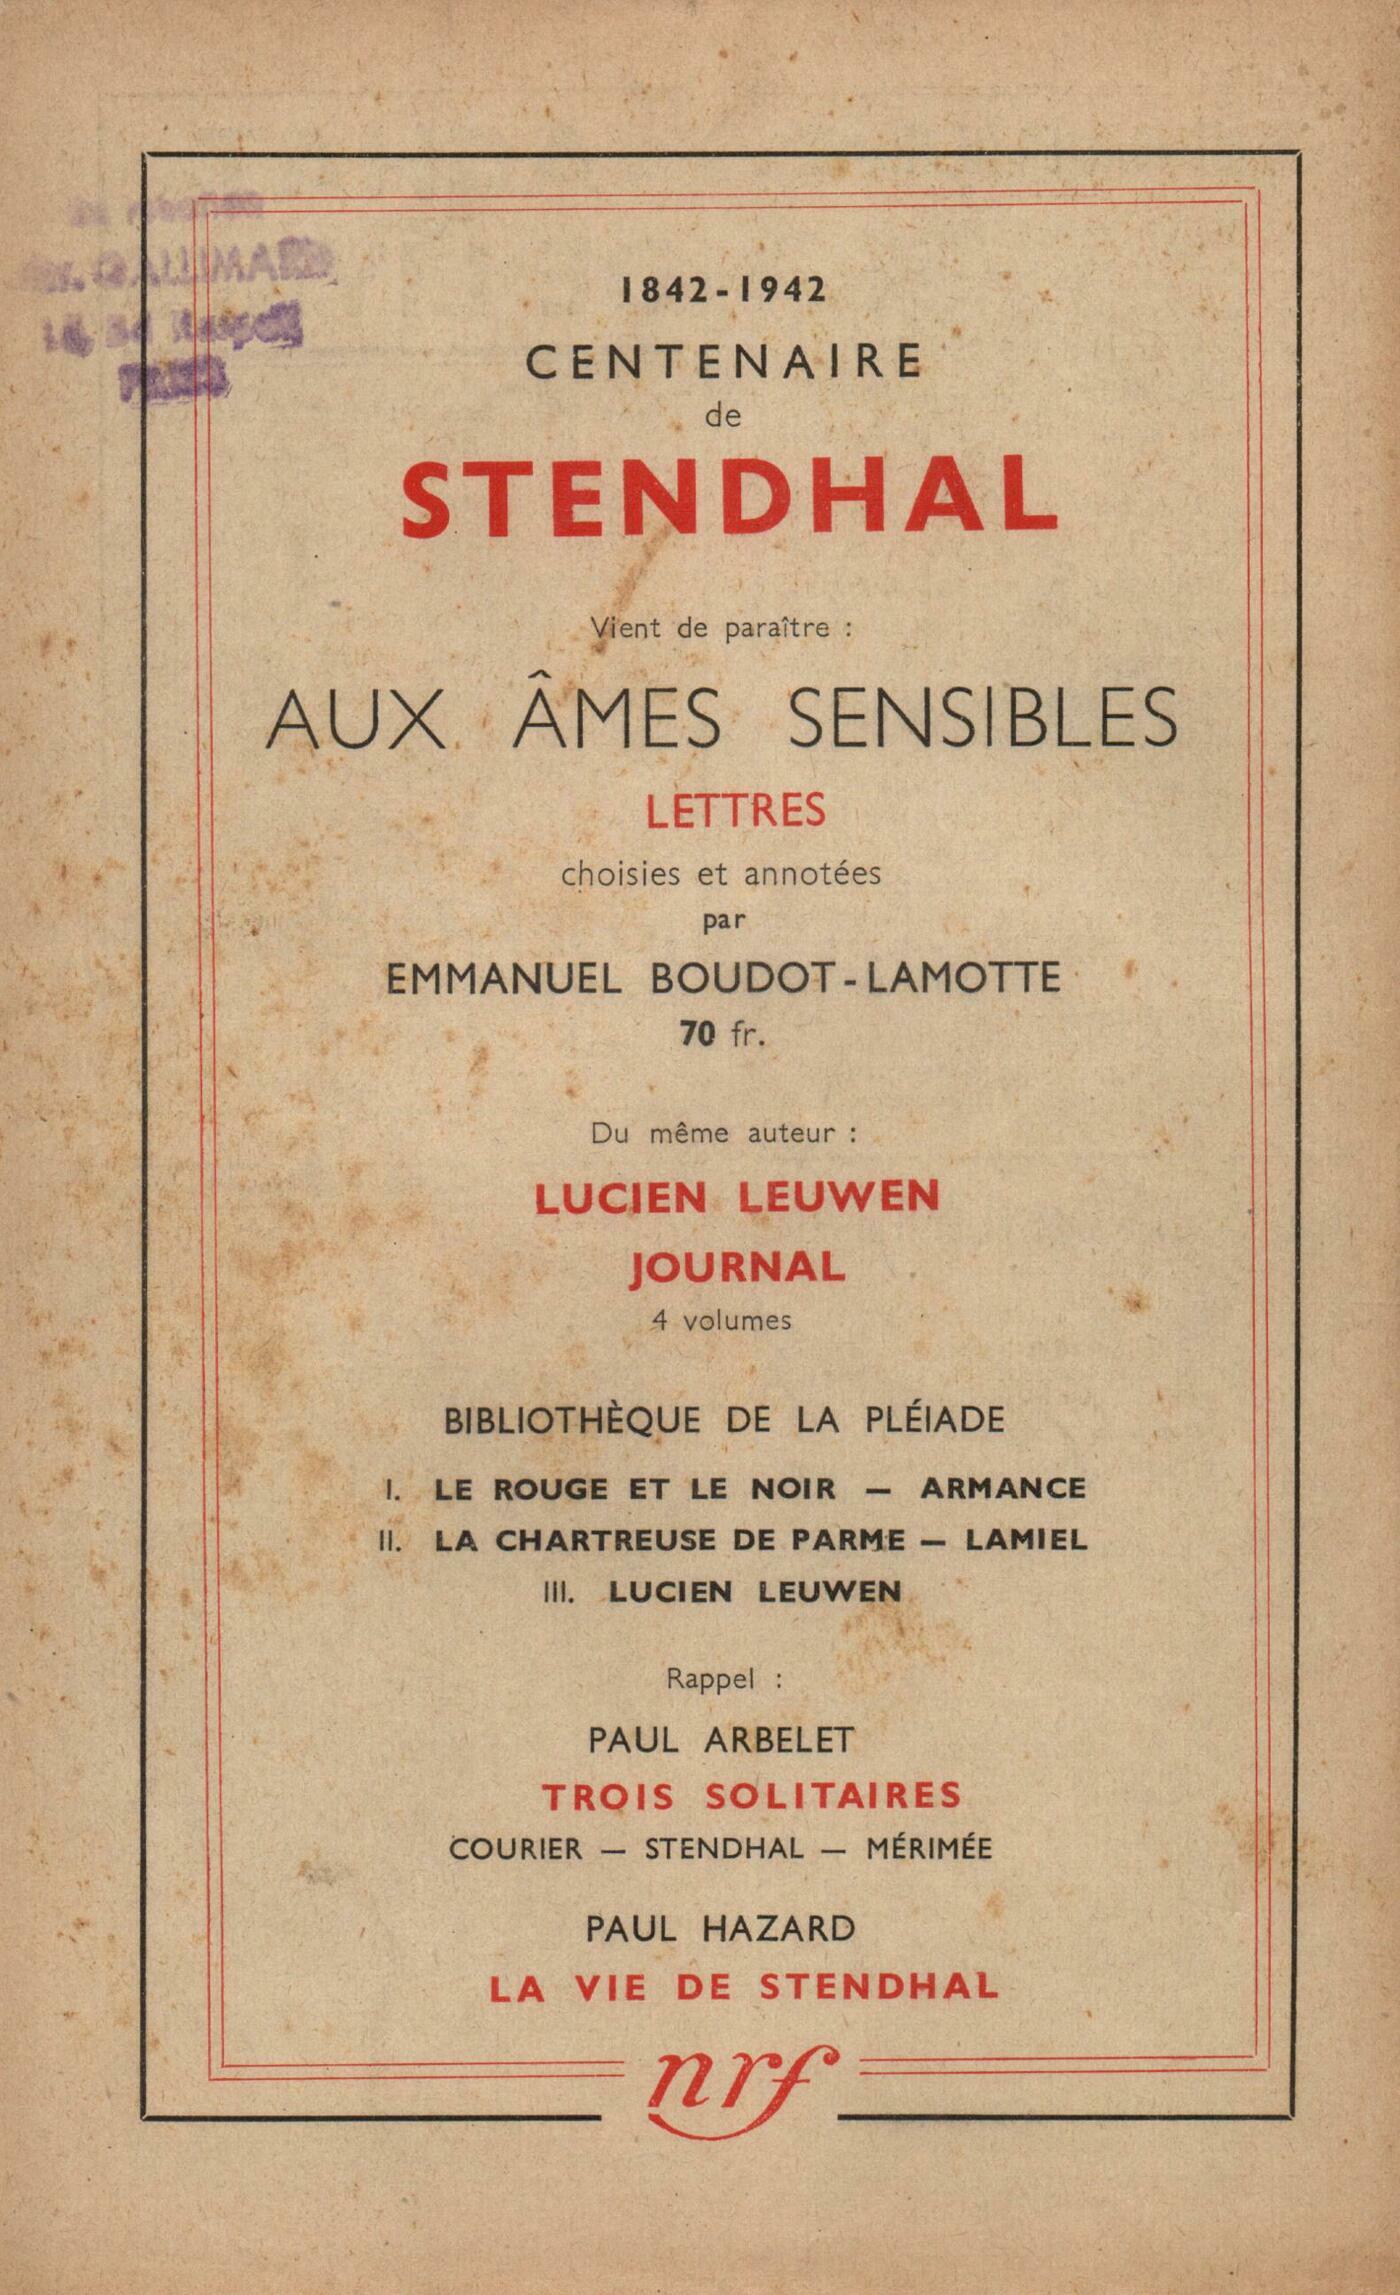 GALLIMARD
PARIS
1842-1942
CENTENAIRE
de
STENDHAL
Vient de paraître :
AUX ÂMES SENSIBLES
LETTRES
choisies et annotées
par
EMMANUEL BOUDOT-LAMOTTE
70 fr.
Du même auteur :
LUCIEN LEUWEN
JOURNAL
4 volumes
BIBLIOTHÈQUE DE LA PLÉIADE
I. LE ROUGE ET LE NOIR — ARMANCE
II. LA CHARTREUSE DE PARME — LAMIEL
III. LUCIEN LEUWEN
Rappel :
PAUL ARBELET
TROIS SOLITAIRES
COURIER — STENDHAL — MÉRIMÉE
PAUL HAZARD
LA VIE DE STENDHAL
nrf